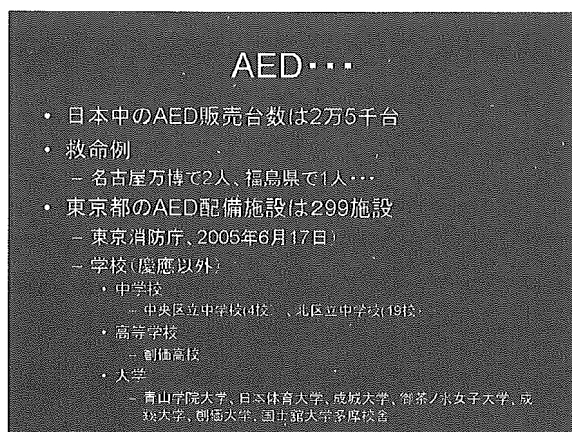 AED・・・
• 日本中のAED販売台数は2万5千台
• 救命例
– 名古屋万博で2人、福島県で1人・・・
• 東京都のAED配備施設は299施設
– 東京消防庁、2005年6月17日）
– 学校（慶應以外）
• 中学校
– 中央区立中学校(4校）、北区立中学校(19校）
• 高等学校
– 創価高校
• 大学
– 青山学院大学、日本体育大学、成城大学、御茶ノ水女子大学、成
蹊大学、創価大学、国士舘大学多摩校舎